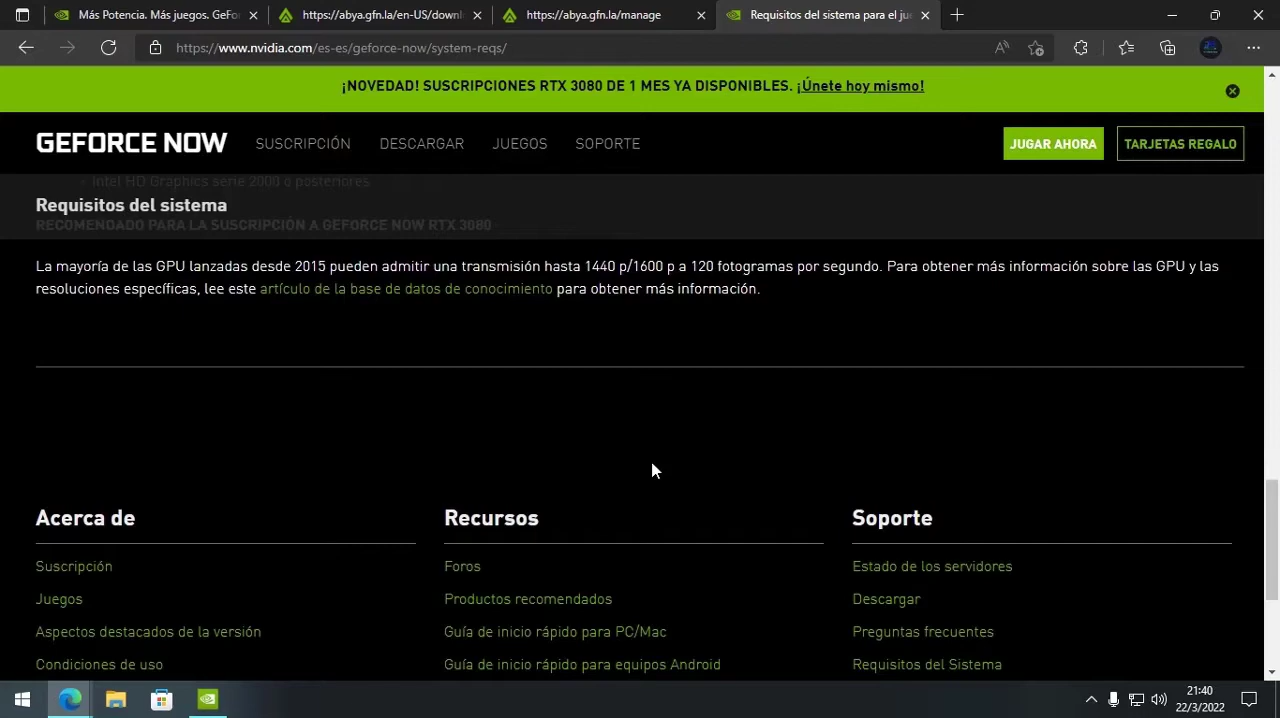 Más Potencia. Más juegos. GeFo
https://abya.gfn.la/en-US/downl
https://abya.gfn.la/manage
Requisitos del sistema para el ju
https://www.nvidia.com/es-es/geforce-now/system-reqs/
¡NOVEDAD! SUSCRIPCIONES RTX 3080 DE 1 MES YA DISPONIBLES. ¡Únete hoy mismo!
GEFORCE NOW
SUSCRIPCIÓN
DESCARGAR
JUEGOS
SOPORTE
JUGAR AHORA
TARJETAS REGALO
- Intel HD Graphics serie 2000 o posteriores
Requisitos del sistema
RECOMENDADO PARA LA SUSCRIPCIÓN A GEFORCE NOW RTX 3080
La mayoría de las GPU lanzadas desde 2015 pueden admitir una transmisión hasta 1440 p/1600 p a 120 fotogramas por segundo. Para obtener más información sobre las GPU y las
resoluciones específicas, lee este artículo de la base de datos de conocimiento para obtener más información.
Acerca de
Suscripción
Juegos
Aspectos destacados de la versión
Condiciones de uso
Recursos
Foros
Productos recomendados
Guía de inicio rápido para PC/Mac
Guía de inicio rápido para equipos Android
Soporte
Estado de los servidores
Descargar
Preguntas frecuentes
Requisitos del Sistema
21:40
22/3/2022